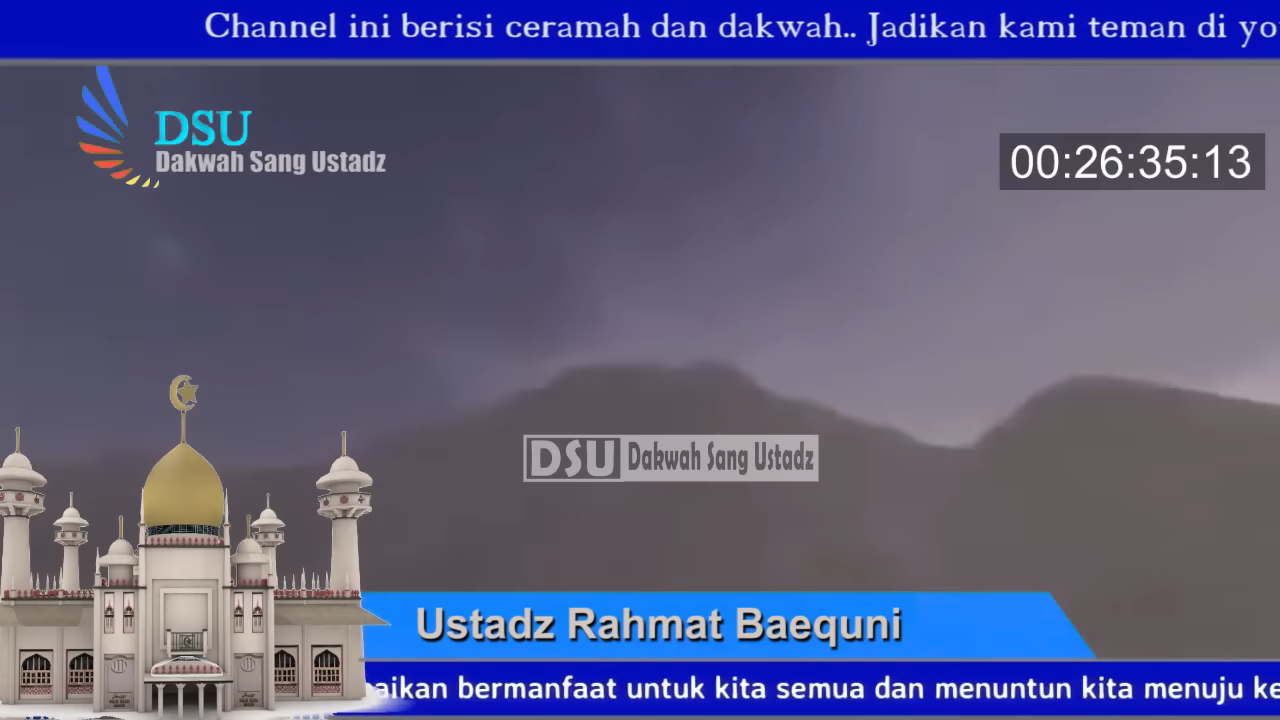 Channel ini berisi ceramah dan dakwah.. Jadikan kami teman di yo
DSU
Dakwah Sang Ustadz
00:26:35:13
DSU Dakwah Sang Ustadz
Ustadz Rahmat Baequni
aikan bermanfaat untuk kita semua dan menuntun kita menuju ke